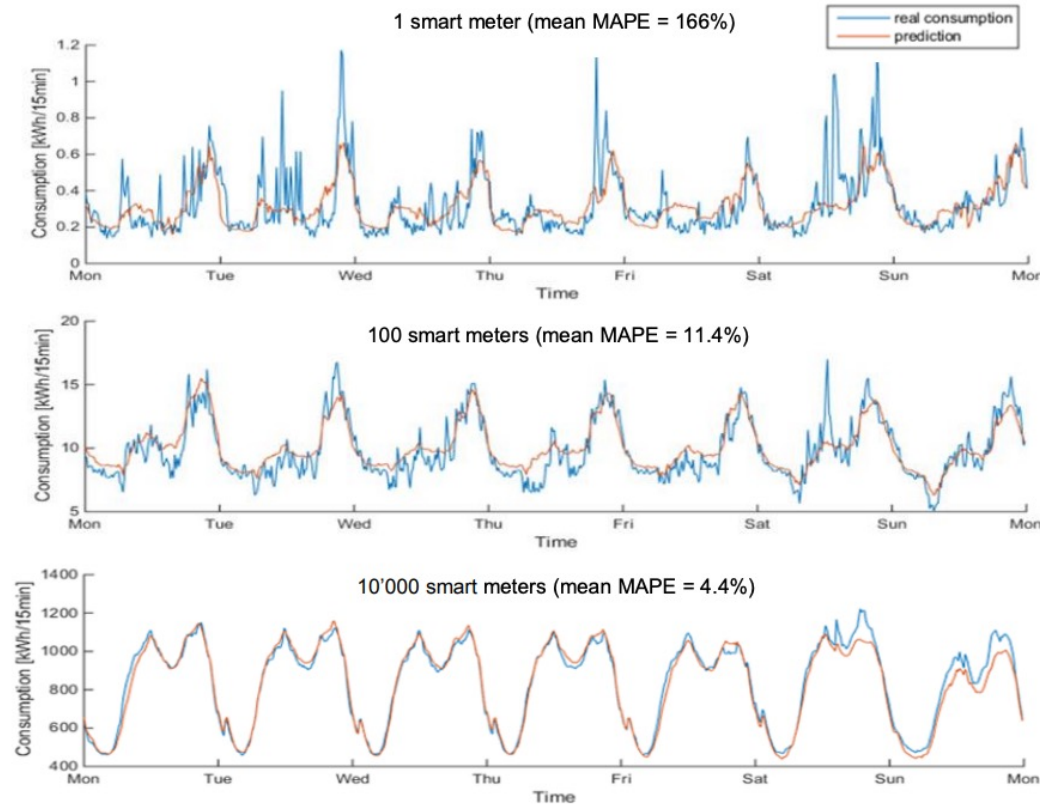 1 smart meter (mean MAPE = 166%)
real consumption
prediction
Consumption [kWh/15min]
1.2
1
0.8
0.6
0.4
0.2
0
Mon Tue Wed Thu Fri Sat Sun Mon
Time
100 smart meters (mean MAPE = 11.4%)
Consumption [kWh/15min]
20
15
10
5
Mon Tue Wed Thu Fri Sat Sun Mon
Time
10'000 smart meters (mean MAPE = 4.4%)
Consumption [kWh/15min]
1400
1200
1000
800
600
400
Mon Tue Wed Thu Fri Sat Sun Mon
Time